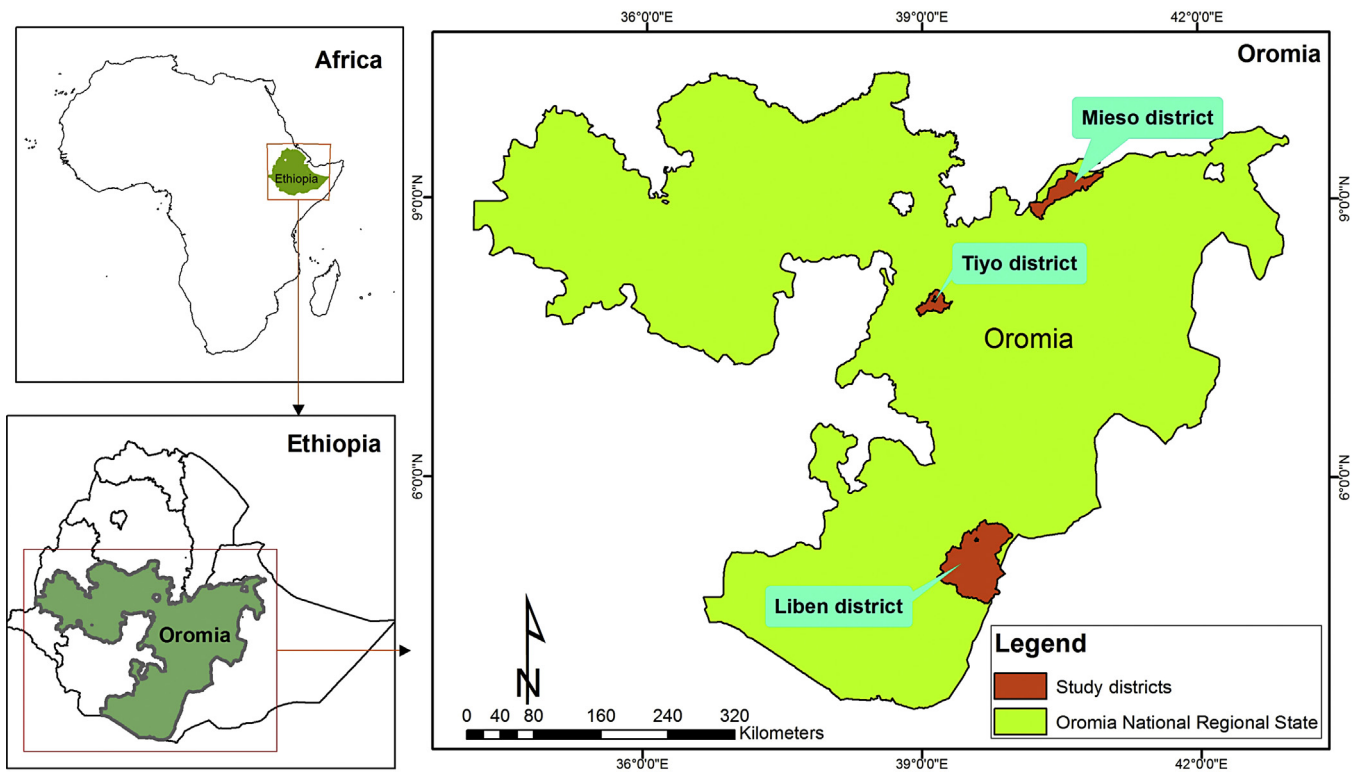 Africa
Ethiopia
Ethiopia
Oromia
36°0'0"E 39°0'0"E 42°0'0"E
Oromia
Mieso district
9°0'0"N 9°0'0"N
Tiyo district
Oromia
6°0'0"N 6°0'0"N
Liben district
N
0 40 80 160 240 320
Kilometers
Legend
Study districts
Oromia National Regional State
36°0'0"E 39°0'0"E 42°0'0"E